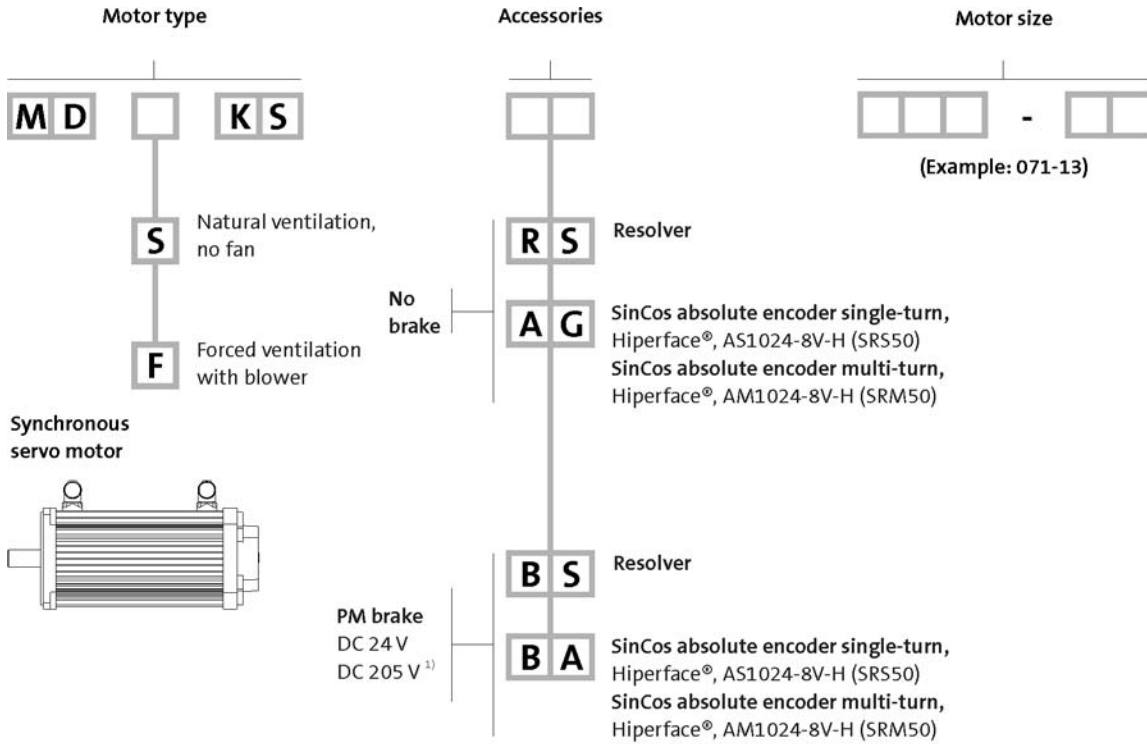 Motor type
Accessories
Motor size
M D K S
-
(Example: 071-13)
S
Natural ventilation,
no fan
F
Forced ventilation
with blower
Synchronous
servo motor
No
brake
R S
Resolver
A G
SinCos absolute encoder single-turn,
Hiperface®, AS1024-8V-H (SRS50)
SinCos absolute encoder multi-turn,
Hiperface®, AM1024-8V-H (SRM50)
PM brake
DC 24 V
DC 205 V 1)
B S
Resolver
B A
SinCos absolute encoder single-turn,
Hiperface®, AS1024-8V-H (SRS50)
SinCos absolute encoder multi-turn,
Hiperface®, AM1024-8V-H (SRM50)